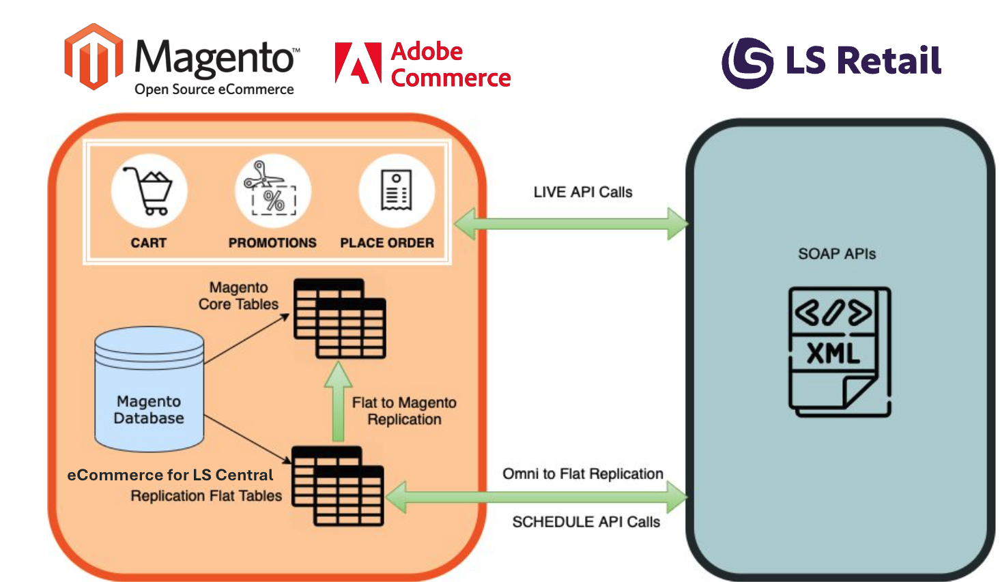 Magento™
Open Source eCommerce
Adobe
Commerce
LS Retail
CART
PROMOTIONS
PLACE ORDER
%
LIVE API Calls
SOAP APIs
</>
XML
Magento
Core Tables
Magento
Database
Flat to Magento
Replication
eCommerce for LS Central
Replication Flat Tables
Omni to Flat Replication
SCHEDULE API Calls